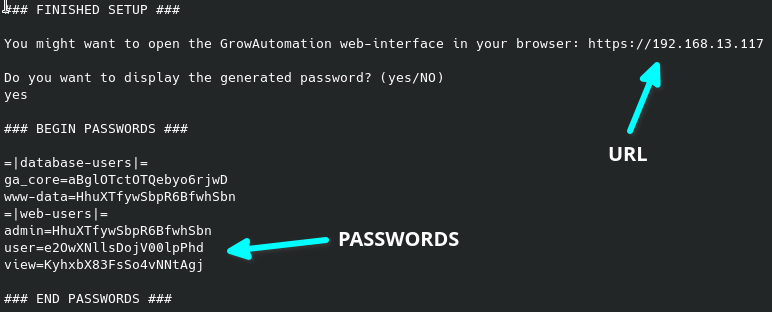 ### FINISHED SETUP ###
You might want to open the GrowAutomation web-interface in your browser: https://192.168.13.117
Do you want to display the generated password? (yes/NO)
yes
### BEGIN PASSWORDS ###
URL
=|database-users|=
ga_core=aBglOTctOTQebyo6rjwD
www-data=HhuXTfywSbpR6BfwhSbn
=|web-users|=
admin=HhuXTfywSbpR6BfwhSbn
PASSWORDS
user=e2OwXNllsDojV00lpPhd
view=KyhxbX83FsSo4vNNtAgj
### END PASSWORDS ###